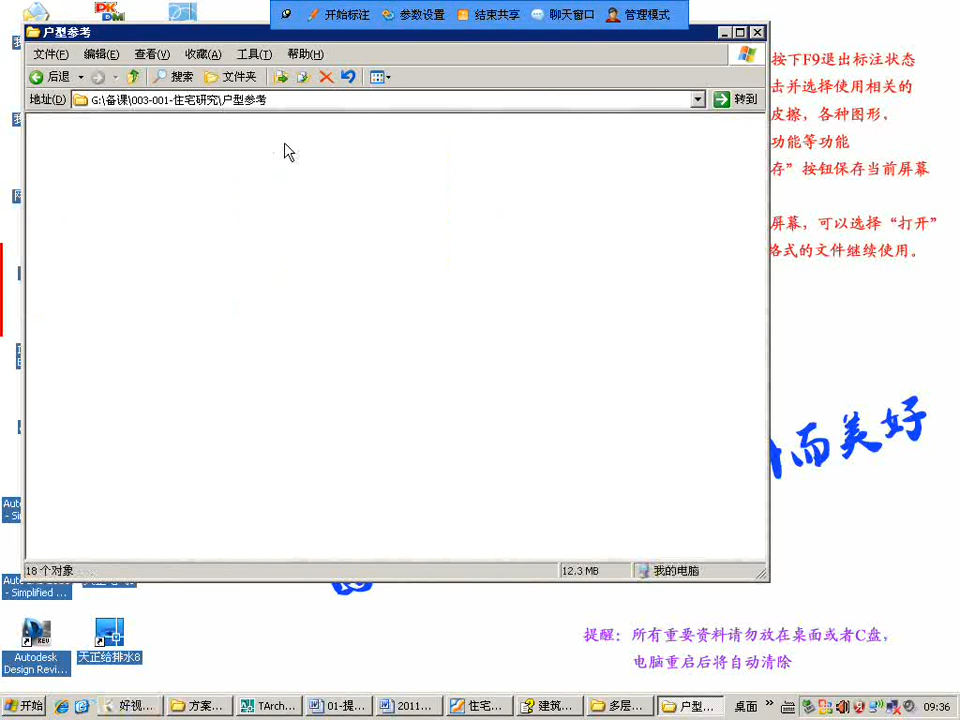 开始标注 参数设置 结束共享 聊天窗口 管理模式
户型参考
文件(F) 编辑(E) 查看(V) 收藏(A) 工具(T) 帮助(H)
后退 搜索 文件夹
地址(D) G:\备课\003-001-住宅研究\户型参考 转到
按下F9退出标注状态
击并选择使用相关的
皮擦，各种图形，
功能等功能
存”按钮保存当前屏幕
屏幕，可以选择“打开”
格式的文件继续使用。
而美好
18 个对象 12.3 MB 我的电脑
- Simplified ...
Autodesk Design Revi...
天正给排水8
提醒：所有重要资料请勿放在桌面或者C盘，
电脑重启后将自动清除
开始 好视... 方案... TArch... 01-提... 2011... 住宅... 建筑... 多层... 户型... 桌面 » 09:36